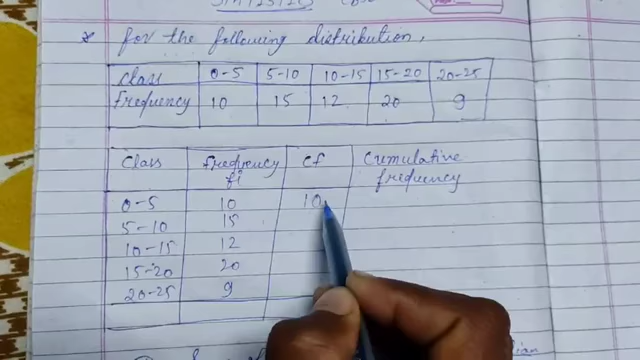 * for the following distribution,
Class 0-5 5-10 10-15 15-20 20-25
Frequency 10 15 12 20 9
Class Frequency fi Cf Cumulative frequency
0-5 10 10
5-10 15
10-15 12
15-20 20
20-25 9